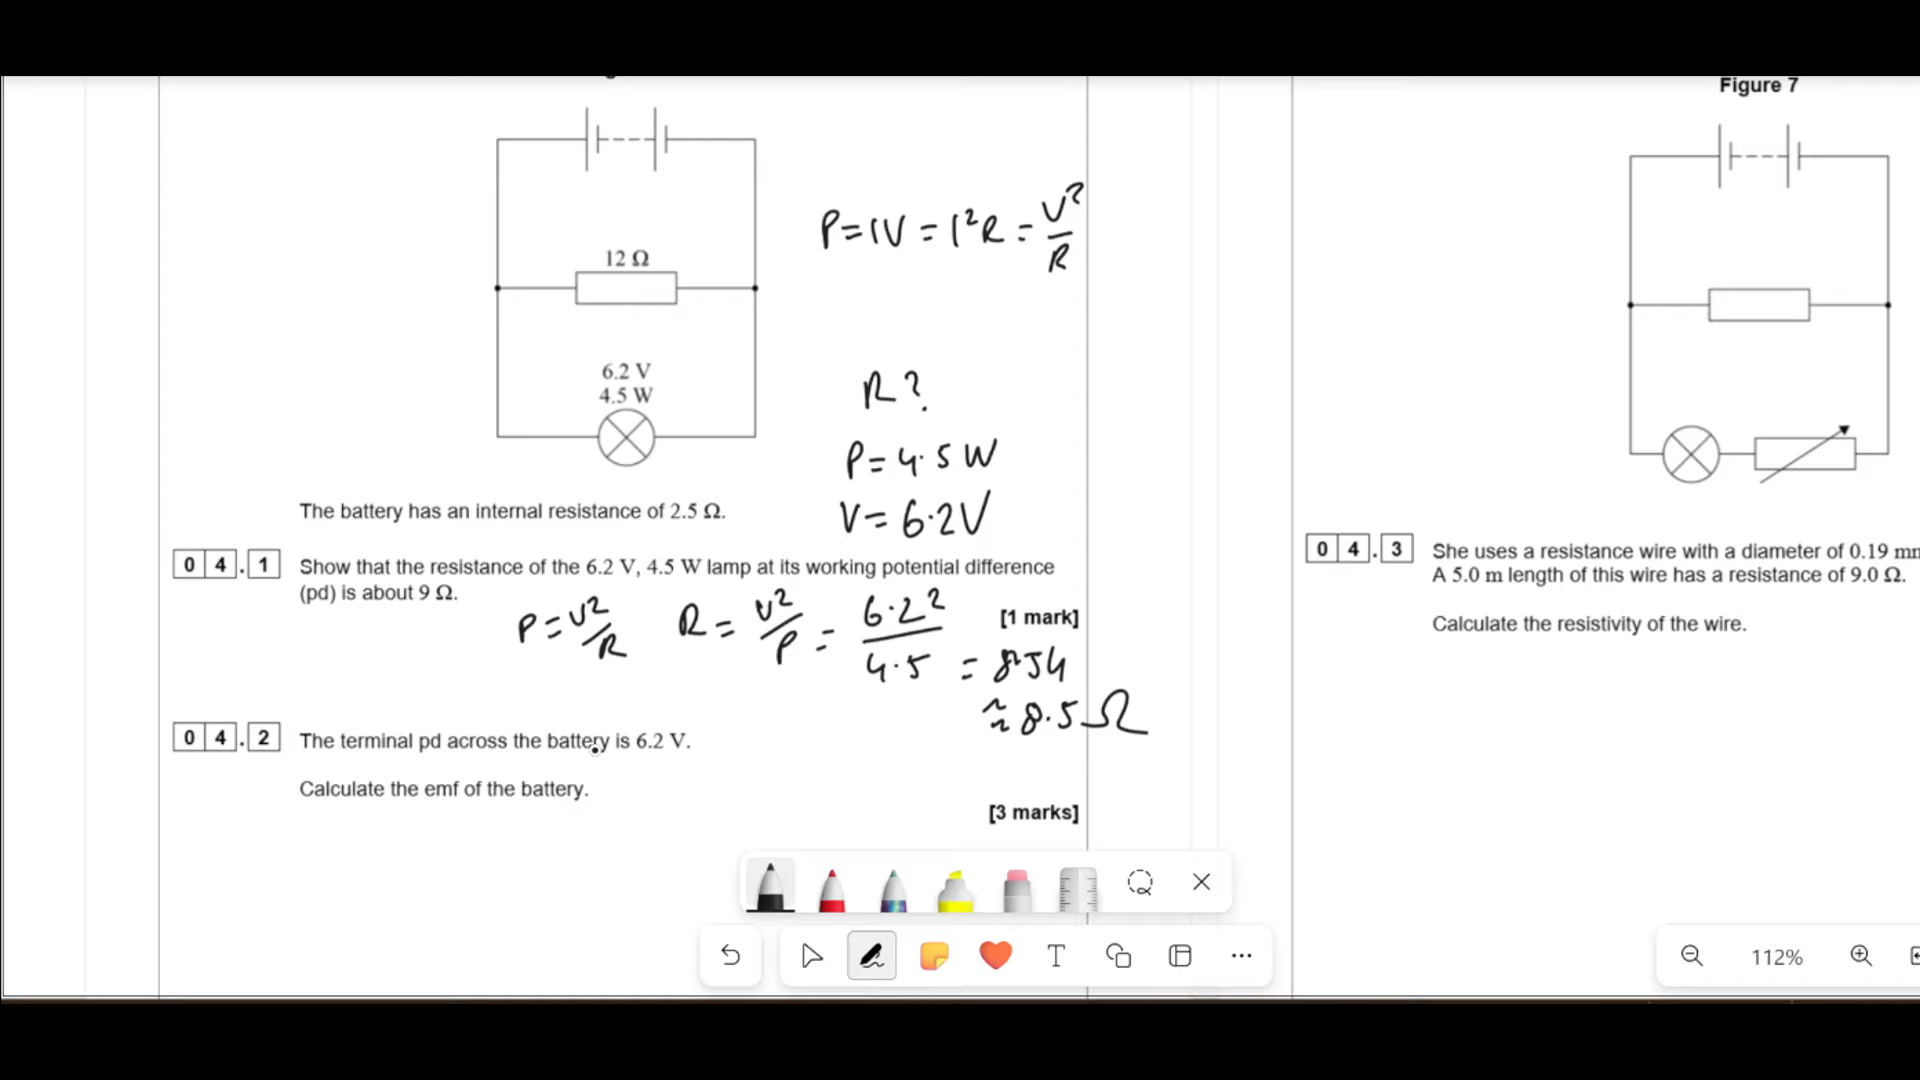 Figure 7
12 Ω
P=IV = I²R = V²/R
6.2 V
4.5 W
R?
P= 4.5 W
V= 6.2V
The battery has an internal resistance of 2.5 Ω.
0 4 . 1 Show that the resistance of the 6.2 V, 4.5 W lamp at its working potential difference
(pd) is about 9 Ω.
[1 mark]
P=V²/R R= V²/P = 6.2²/4.5 = 8.54
≈ 8.5 Ω
0 4 . 2 The terminal pd across the battery is 6.2 V.
Calculate the emf of the battery.
[3 marks]
0 4 . 3 She uses a resistance wire with a diameter of 0.19
A 5.0 m length of this wire has a resistance of 9.0 Ω.
Calculate the resistivity of the wire.
T
112%